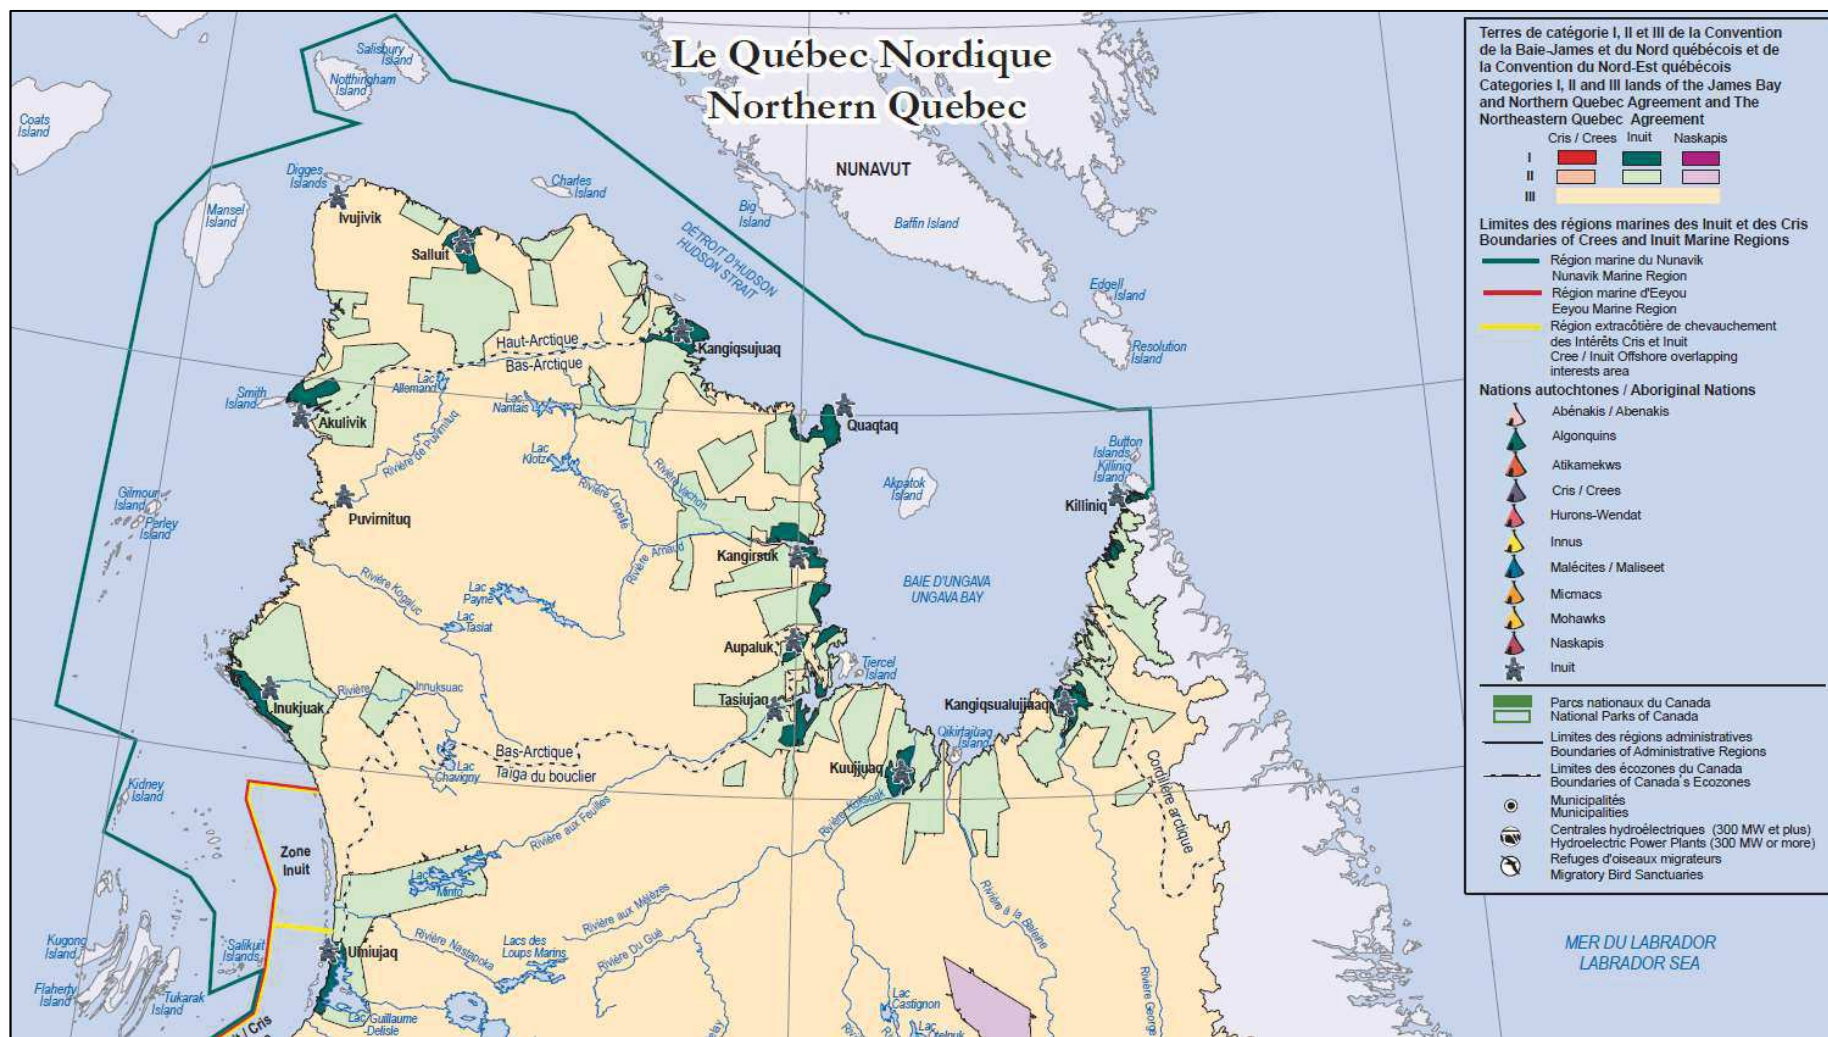 Le Québec Nordique
Northern Quebec
Salisbury
Island
Notthingham
Island
Coats
Island
Digges
Islands
Charles
Island
Mansel
Island
Big
Island
NUNAVUT
Baffin Island
DÉTROIT D'HUDSON
HUDSON STRAIT
Edgell
Island
Resolution
Island
Ivujivik
Salluit
Kangiqsujuaq
Haut-Arctique
Bas-Arctique
Lac
Allemand
Lac
Nantais
Smith
Island
Akulivik
Rivière de Puvirnituq
Quaqtaq
Lac
Klotz
Rivière Vachon
Rivière Lepellé
Akpatok
Island
Button
Islands
Killiniq
Island
Killiniq
Gilmour
Island
Perley
Island
Puvirnituq
Kangirsuk
Rivière Arnaud
BAIE D'UNGAVA
UNGAVA BAY
Rivière Kogaluc
Lac
Payne
Lac
Tasiat
Aupaluk
Tiercel
Island
Inukjuak
Rivière Innuksuac
Tasiujaq
Kangiqsualujjuaq
Qikirtajuaq
Island
Bas-Arctique
Taïga du bouclier
Lac
Chavigny
Kuujjuaq
Cordillère arctique
Kidney
Island
Rivière aux Feuilles
Rivière Koksoak
Zone
Inuit
Lac
Minto
Rivière aux Mélèzes
Rivière à la Baleine
Kugong
Island
Salikuit
Islands
Umiujaq
Rivière Nastapoka
Lacs des
Loups Marins
Rivière Du Gué
Flaherty
Island
Tukarak
Island
Lac Guillaume
-Delisle
Lac
Castignon
Lac
Rivière George
/ Cris
MER DU LABRADOR
LABRADOR SEA
Terres de catégorie I, II et III de la Convention
de la Baie-James et du Nord québécois et de
la Convention du Nord-Est québécois
Categories I, II and III lands of the James Bay
and Northern Quebec Agreement and The
Northeastern Quebec Agreement
Cris / Crees Inuit Naskapis
I
II
III
Limites des régions marines des Inuit et des Cris
Boundaries of Crees and Inuit Marine Regions
Région marine du Nunavik
Nunavik Marine Region
Région marine d'Eeyou
Eeyou Marine Region
Région extracôtière de chevauchement
des Intérêts Cris et Inuit
Cree / Inuit Offshore overlapping
interests area
Nations autochtones / Aboriginal Nations
Abénakis / Abenakis
Algonquins
Atikamekws
Cris / Crees
Hurons-Wendat
Innus
Malécites / Maliseet
Micmacs
Mohawks
Naskapis
Inuit
Parcs nationaux du Canada
National Parks of Canada
Limites des régions administratives
Boundaries of Administrative Regions
Limites des écozones du Canada
Boundaries of Canada's Ecozones
Municipalités
Municipalities
Centrales hydroélectriques (300 MW et plus)
Hydroelectric Power Plants (300 MW or more)
Refuges d'oiseaux migrateurs
Migratory Bird Sanctuaries